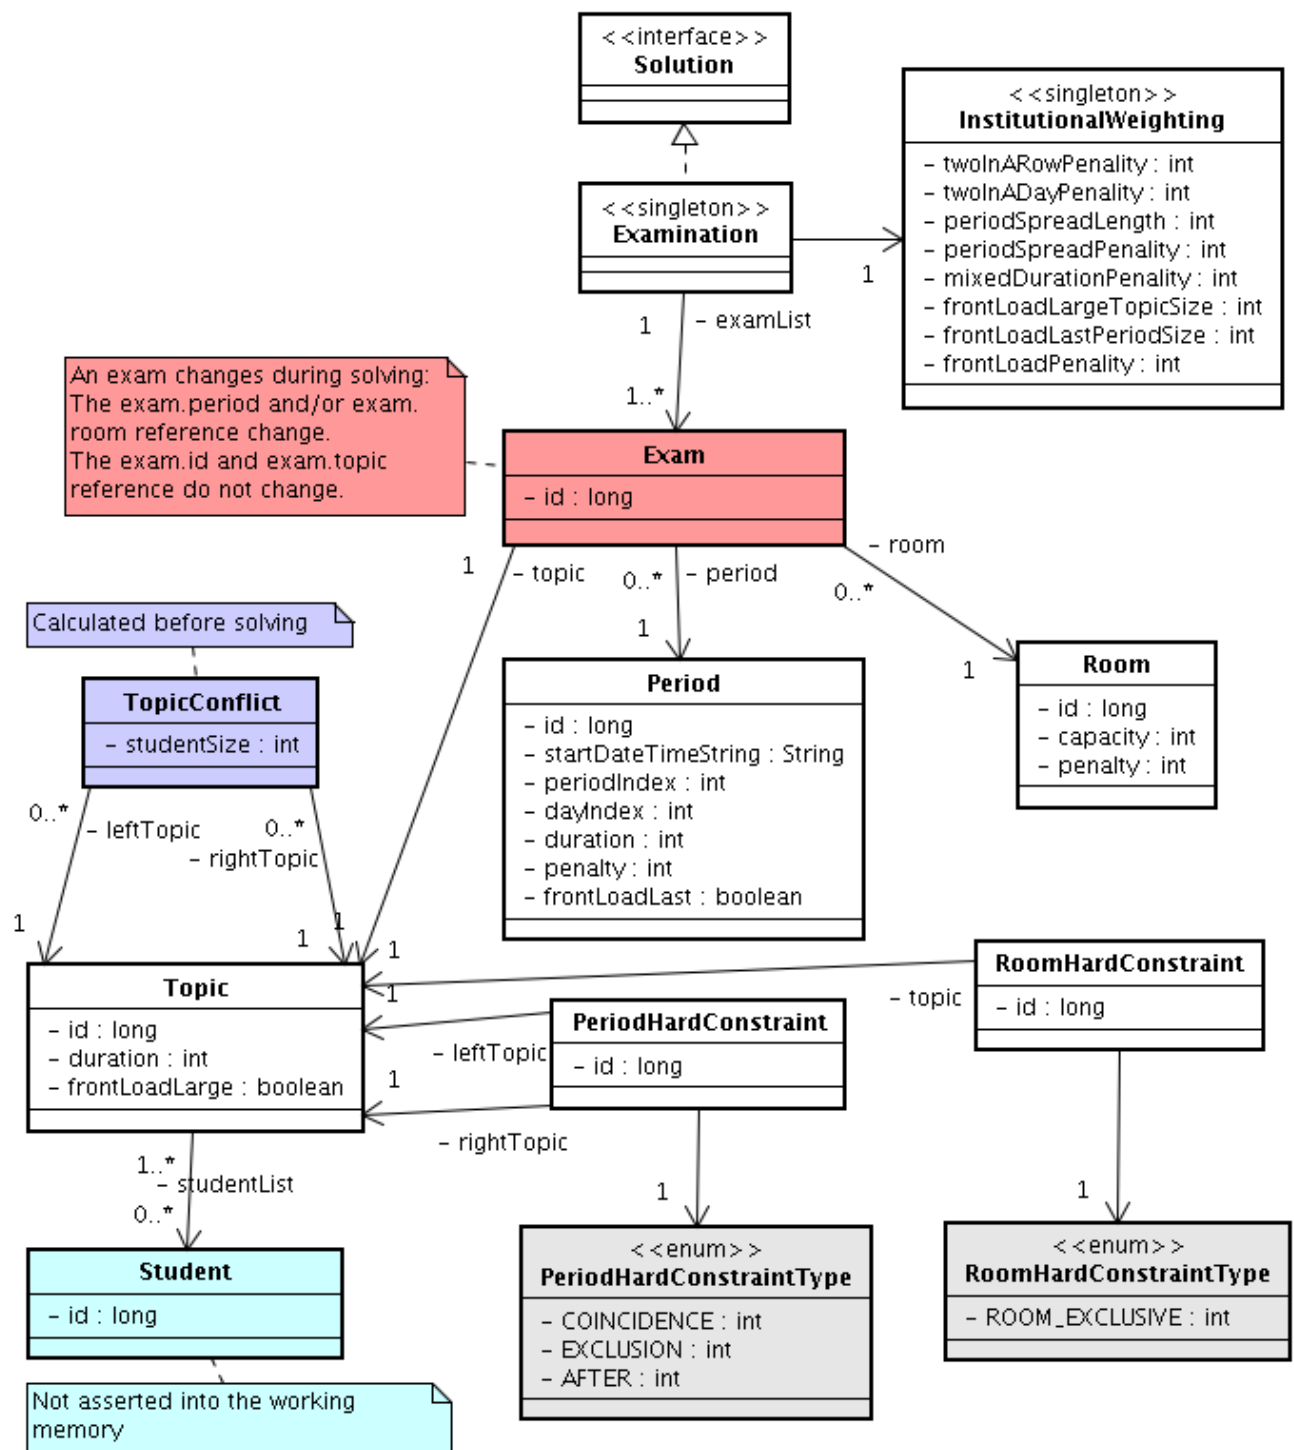 <<interface>>
Solution
<<singleton>>
InstitutionalWeighting
- twoInARowPenality : int
- twoInADayPenality : int
- periodSpreadLength : int
- periodSpreadPenality : int
- mixedDurationPenality : int
- frontLoadLargeTopicSize : int
- frontLoadLastPeriodSize : int
- frontLoadPenality : int
<<singleton>>
Examination
1
1
- examList
1..*
An exam changes during solving:
The exam.period and/or exam.
room reference change.
The exam.id and exam.topic
reference do not change.
Exam
- id : long
1
- topic
0..*
- period
- room
0..*
1
1
Calculated before solving
TopicConflict
- studentSize : int
Period
- id : long
- startDateTimeString : String
- periodIndex : int
- dayIndex : int
- duration : int
- penalty : int
- frontLoadLast : boolean
Room
- id : long
- capacity : int
- penalty : int
0..*
- leftTopic
0..*
- rightTopic
1
1
1
1
Topic
- id : long
- duration : int
- frontLoadLarge : boolean
1
- leftTopic
1
- rightTopic
PeriodHardConstraint
- id : long
- topic
RoomHardConstraint
- id : long
1..*
- studentList
0..*
1
1
Student
- id : long
Not asserted into the working
memory
<<enum>>
PeriodHardConstraintType
- COINCIDENCE : int
- EXCLUSION : int
- AFTER : int
<<enum>>
RoomHardConstraintType
- ROOM_EXCLUSIVE : int